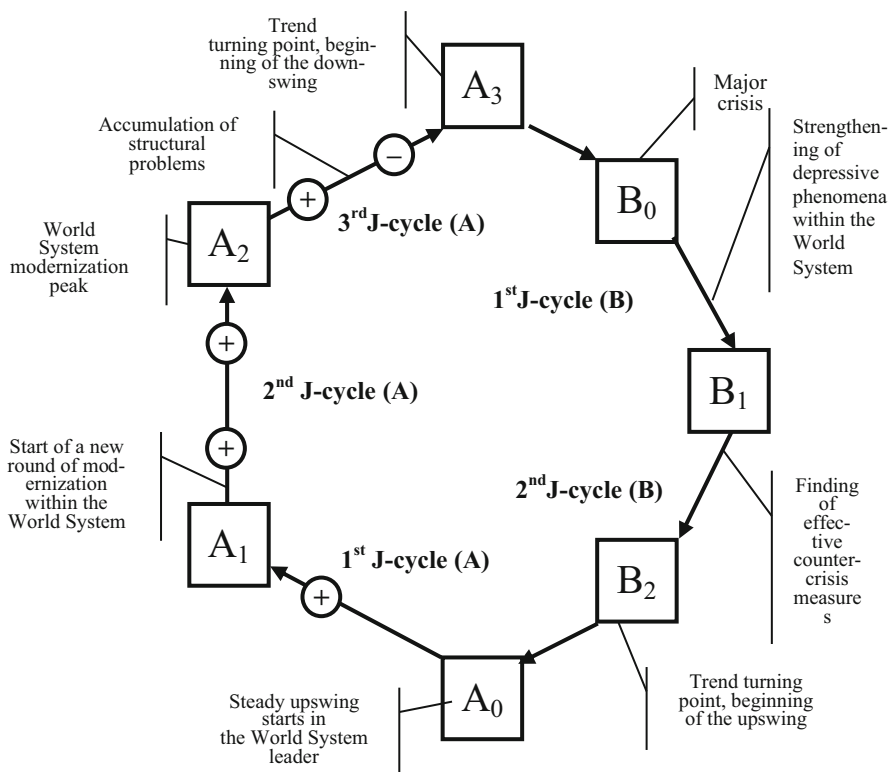 Trend
turning point, begin-
ning of the down-
swing
A3
Major
crisis
Accumulation of
structural
problems
−
+
3rdJ-cycle (A)
B0
Strengthen-
ing of
depressive
phenomena
within the
World
System
World
System
modernization
peak
A2
1stJ-cycle (B)
+
2nd J-cycle (A)
B1
+
Start of a new
round of mod-
ernization
within the
World System
A1
2ndJ-cycle (B)
Finding
of
effec-
tive
counter-
crisis
measure
s
1st J-cycle (A)
+
B2
Steady upswing
starts in
the World System
leader
A0
Trend turning
point, beginning
of the upswing